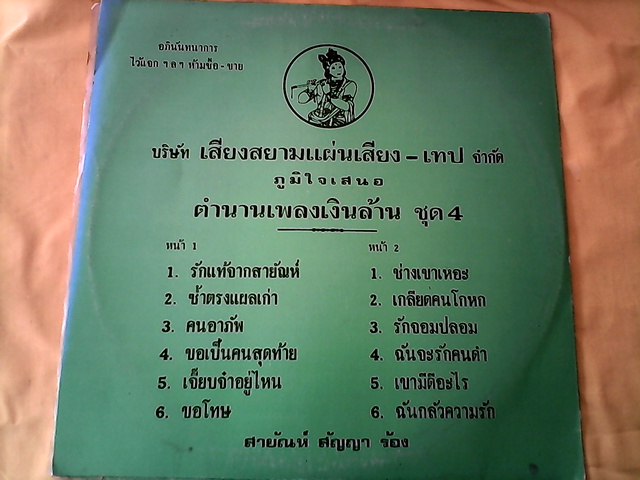 อภินันทนาการ
ไว้แจก ฯลฯ ห้ามซื้อ - ขาย
บริษัท เสียงสยามแผ่นเสียง - เทป จำกัด
ภูมิใจเสนอ
ตำนานเพลงเงินล้าน ชุด 4
หน้า 1
1. รักแท้จากสายัณห์
2. ช้ำตรงแผลเก่า
3. คนอาภัพ
4. ขอเป็นคนสุดท้าย
5. เจี๊ยบจ๋าอยู่ไหน
6. ขอโทษ
หน้า 2
1. ช่างเขาเหอะ
2. เกลียดคนโกหก
3. รักจอมปลอม
4. ฉันจะรักคนดำ
5. เขามีดีอะไร
6. ฉันกลัวความรัก
สายัณห์ สัญญา ร้อง